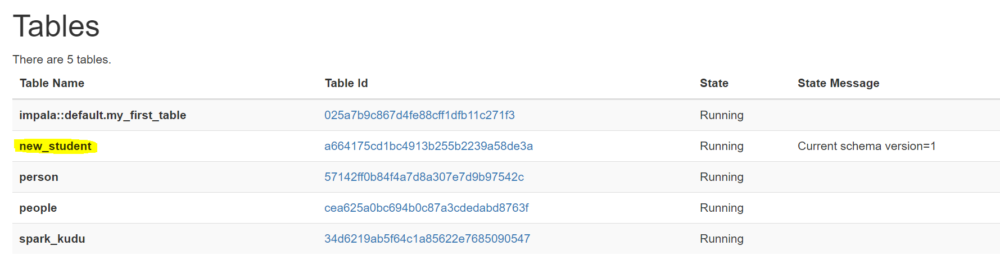 Tables
There are 5 tables.
Table Name Table Id State State Message
impala::default.my_first_table 025a7b9c867d4fe88cff1dfb11c271f3 Running
new_student a664175cd1bc4913b255b2239a58de3a Running Current schema version=1
person 57142ff0b84f4a7d8a307e7d9b97542c Running
people cea625a0bc694b0c87a3cdedabd8763f Running
spark_kudu 34d6219ab5f64c1a85622e7685090547 Running